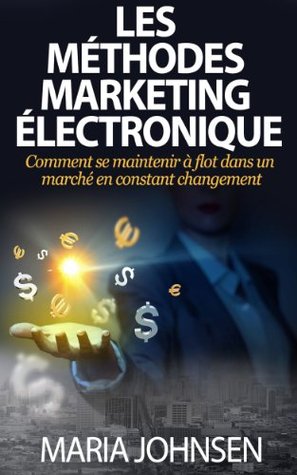 LES
MÉTHODES
MARKETING
ÉLECTRONIQUE
Comment se maintenir à flot dans un
marché en constant changement
MARIA JOHNSEN